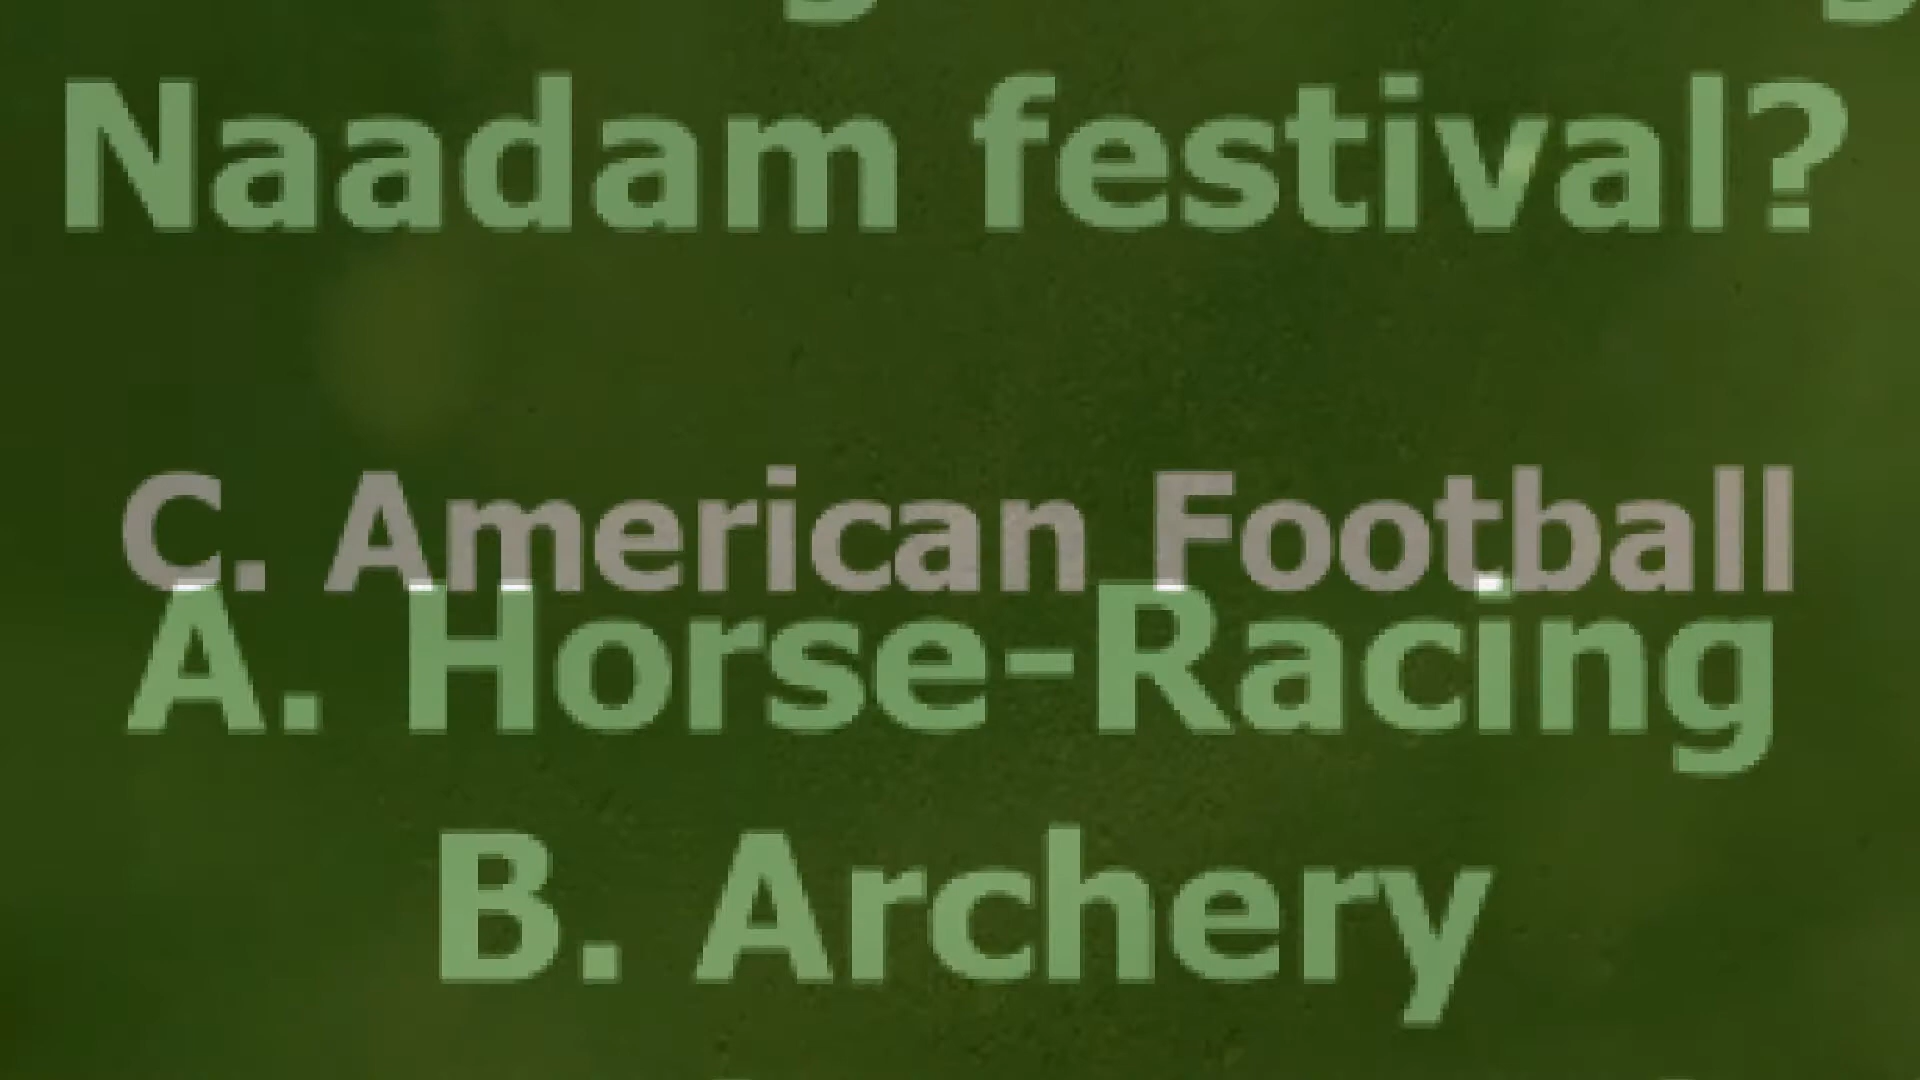 Naadam festival?
C. American Football
A. Horse-Racing
B. Archery